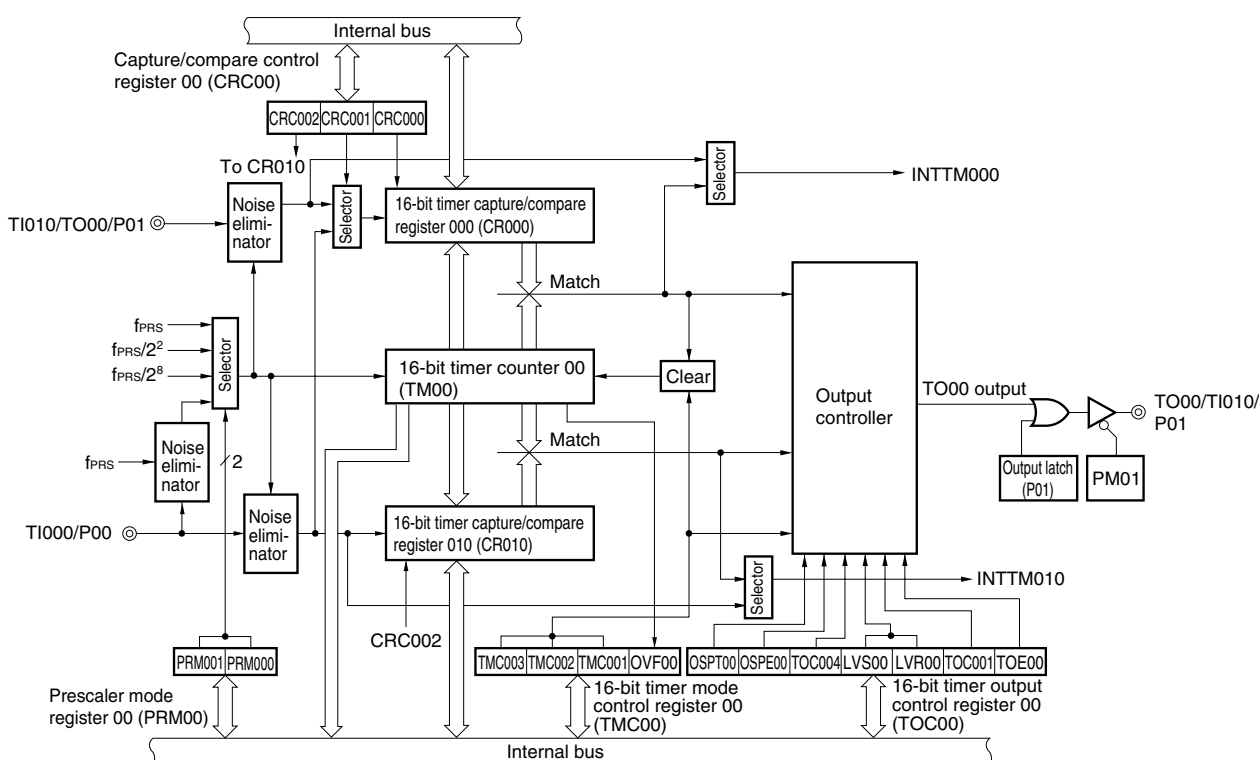 Internal bus
Capture/compare control
register 00 (CRC00)
CRC002 CRC001 CRC000
To CR010
Selector
INTTM000
TI010/TO00/P01
Noise
elimi-
nator
Selector
16-bit timer capture/compare
register 000 (CR000)
Match
fPRS
fPRS/2²
fPRS/2⁸
Selector
16-bit timer counter 00
(TM00)
Clear
Output
controller
TO00 output
TO00/TI010/
P01
Output latch
(P01)
PM01
fPRS
Noise
elimi-
nator
2
Match
TI000/P00
Noise
elimi-
nator
16-bit timer capture/compare
register 010 (CR010)
Selector
INTTM010
CRC002
PRM001 PRM000
TMC003 TMC002 TMC001 OVF00
OSPT00 OSPE00 TOC004 LVS00 LVR00 TOC001 TOE00
Prescaler mode
register 00 (PRM00)
16-bit timer mode
control register 00
(TMC00)
16-bit timer output
control register 00
(TOC00)
Internal bus